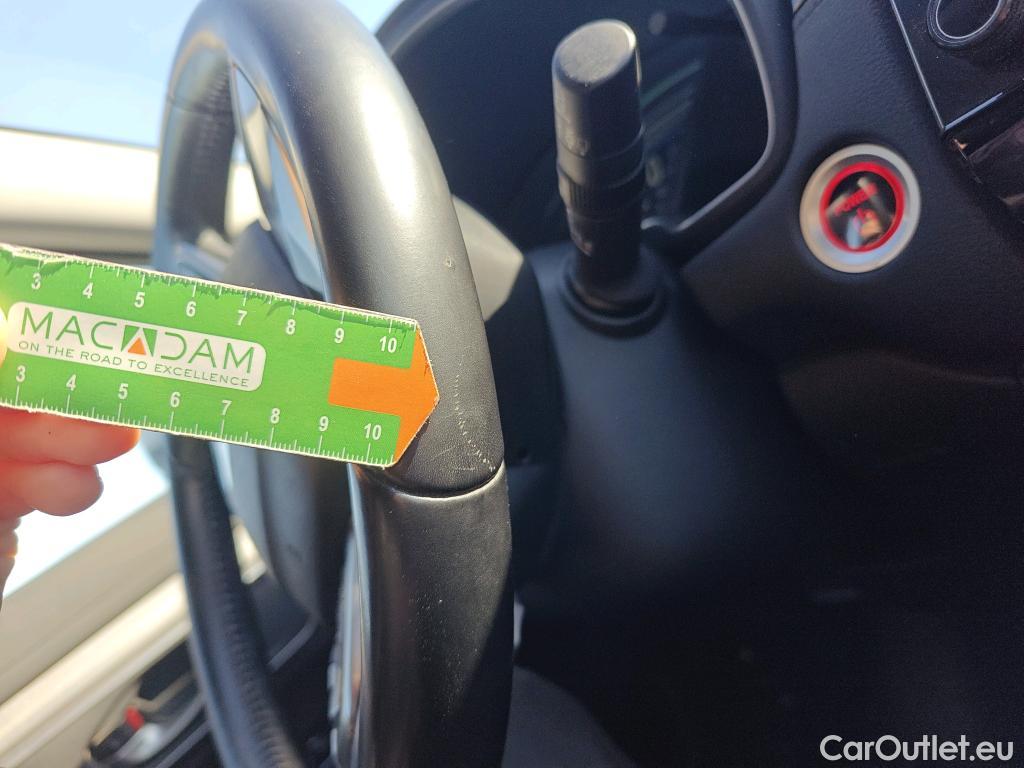 3 4 5 6 7 8 9 10
MACADAM
ON THE ROAD TO EXCELLENCE
3 4 5 6 7 8 9 10
POWER
CarOutlet.eu